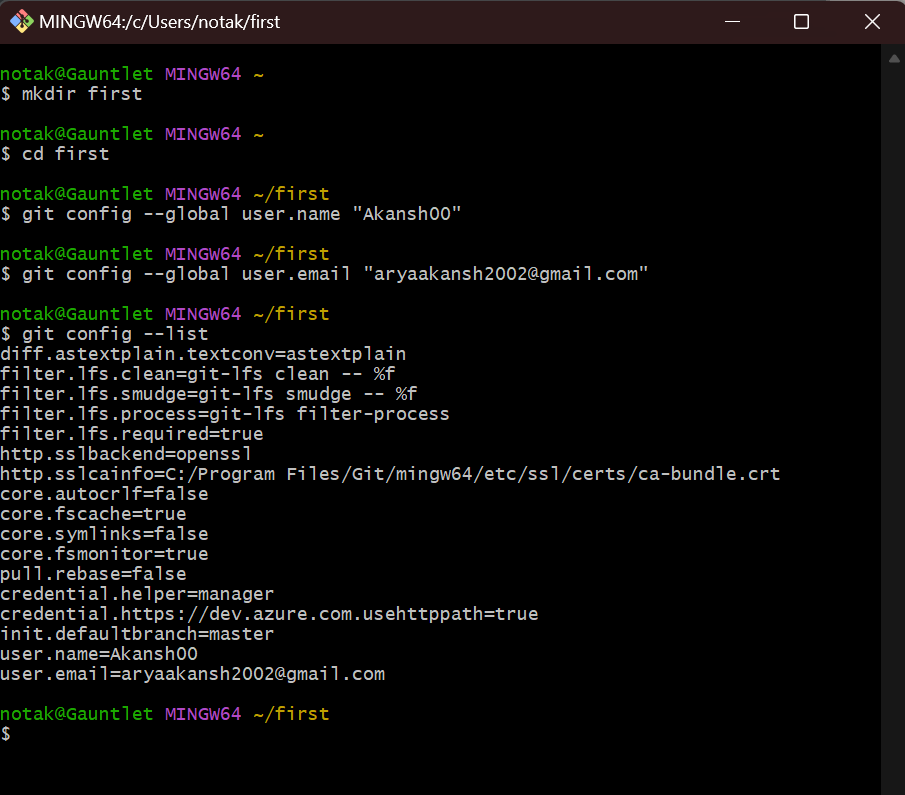 MINGW64:/c/Users/notak/first
notak@Gauntlet MINGW64 ~
$ mkdir first
notak@Gauntlet MINGW64 ~
$ cd first
notak@Gauntlet MINGW64 ~/first
$ git config --global user.name "Akansh00"
notak@Gauntlet MINGW64 ~/first
$ git config --global user.email "aryaakansh2002@gmail.com"
notak@Gauntlet MINGW64 ~/first
$ git config --list
diff.astextplain.textconv=astextplain
filter.lfs.clean=git-lfs clean -- %f
filter.lfs.smudge=git-lfs smudge -- %f
filter.lfs.process=git-lfs filter-process
filter.lfs.required=true
http.sslbackend=openssl
http.sslcainfo=C:/Program Files/Git/mingw64/etc/ssl/certs/ca-bundle.crt
core.autocrlf=false
core.fscache=true
core.symlinks=false
core.fsmonitor=true
pull.rebase=false
credential.helper=manager
credential.https://dev.azure.com.usehttppath=true
init.defaultbranch=master
user.name=Akansh00
user.email=aryaakansh2002@gmail.com
notak@Gauntlet MINGW64 ~/first
$